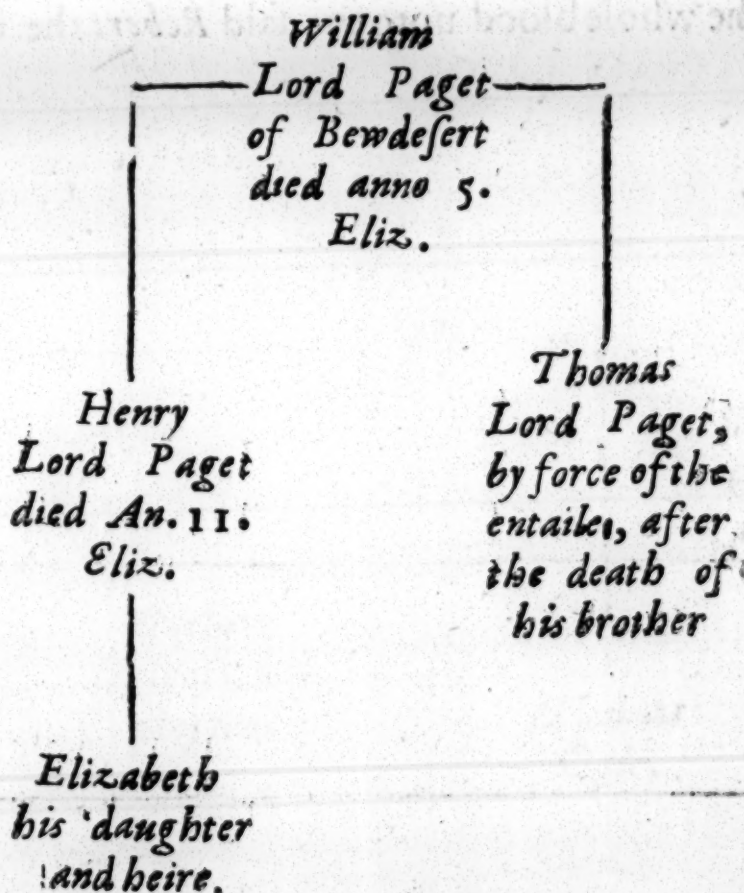 William
Lord Paget
of Bewdeſert
died anno 5.
Eliz.
Henry
Lord Paget
died An. 11.
Eliz.
Thomas
Lord Paget,
by force of the
entailes, after
the death of
his brother
Elizabeth
his daughter
and heire.